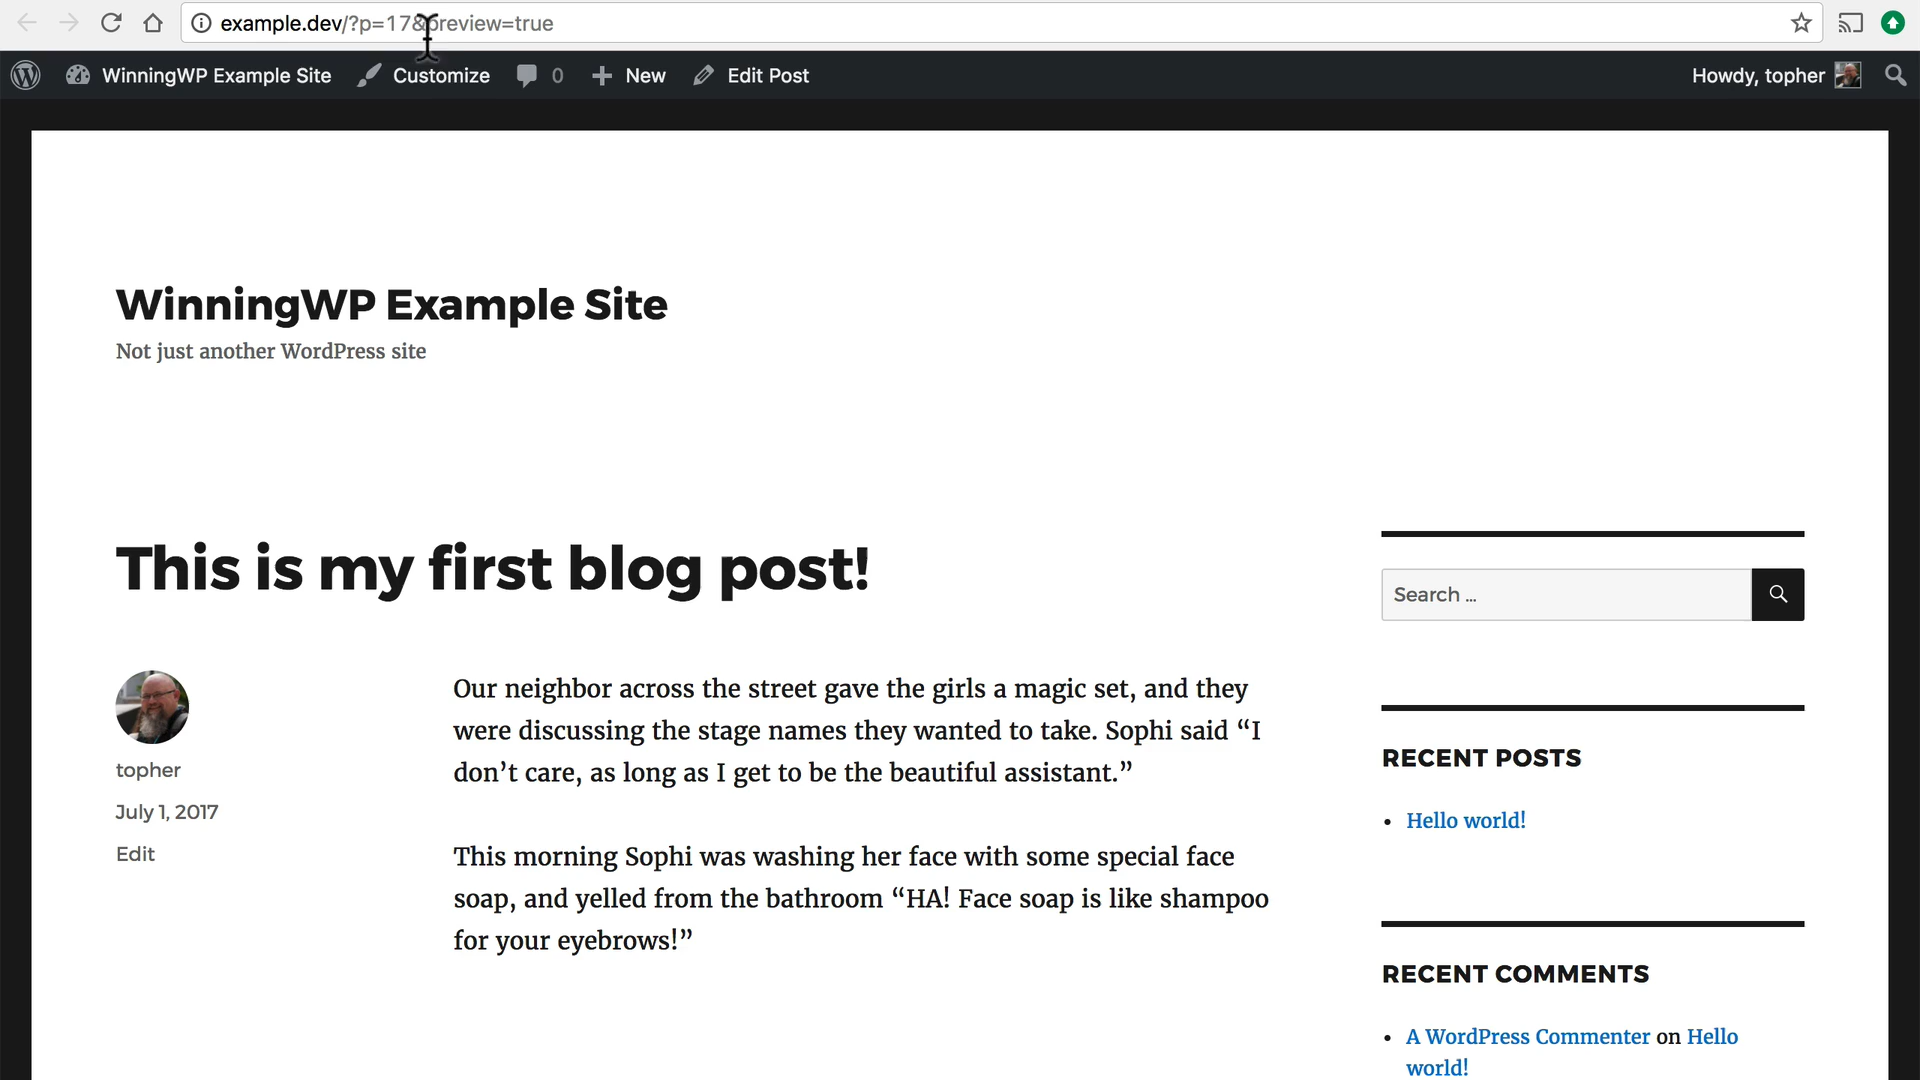 example.dev/?p=17&preview=true
WinningWP Example Site Customize 0 New Edit Post Howdy, topher
WinningWP Example Site
Not just another WordPress site
This is my first blog post!
topher
July 1, 2017
Edit
Our neighbor across the street gave the girls a magic set, and they
were discussing the stage names they wanted to take. Sophi said “I
don’t care, as long as I get to be the beautiful assistant.”
This morning Sophi was washing her face with some special face
soap, and yelled from the bathroom “HA! Face soap is like shampoo
for your eyebrows!”
Search …
RECENT POSTS
Hello world!
RECENT COMMENTS
A WordPress Commenter on Hello
world!